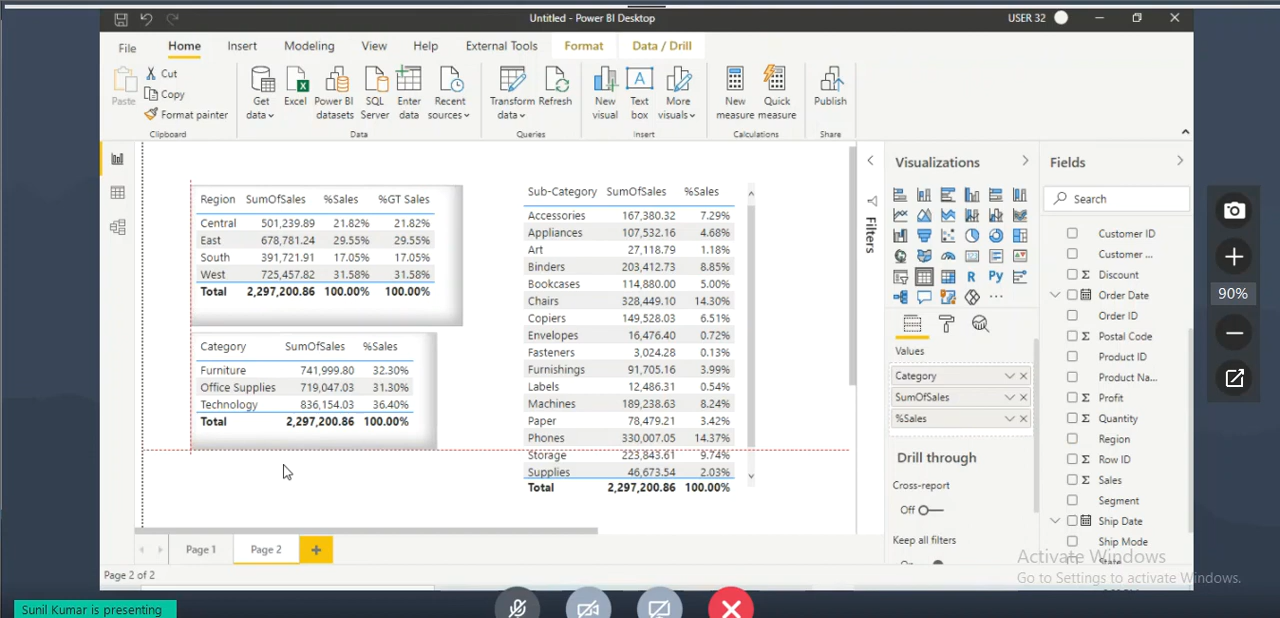 Untitled - Power BI Desktop
USER 32
File Home Insert Modeling View Help External Tools Format Data / Drill
Paste
Cut
Copy
Format painter
Clipboard
Get data
Excel
Power BI datasets
SQL Server
Enter data
Recent sources
Data
Transform data
Refresh
Queries
New visual
Text box
More visuals
Insert
New measure
Quick measure
Calculations
Publish
Share
Region SumOfSales %Sales %GT Sales
Central 501,239.89 21.82% 21.82%
East 678,781.24 29.55% 29.55%
South 391,721.91 17.05% 17.05%
West 725,457.82 31.58% 31.58%
Total 2,297,200.86 100.00% 100.00%
Category SumOfSales %Sales
Furniture 741,999.80 32.30%
Office Supplies 719,047.03 31.30%
Technology 836,154.03 36.40%
Total 2,297,200.86 100.00%
Sub-Category SumOfSales %Sales
Accessories 167,380.32 7.29%
Appliances 107,532.16 4.68%
Art 27,118.79 1.18%
Binders 203,412.73 8.85%
Bookcases 114,880.00 5.00%
Chairs 328,449.10 14.30%
Copiers 149,528.03 6.51%
Envelopes 16,476.40 0.72%
Fasteners 3,024.28 0.13%
Furnishings 91,705.16 3.99%
Labels 12,486.31 0.54%
Machines 189,238.63 8.24%
Paper 78,479.21 3.42%
Phones 330,007.05 14.37%
Storage 223,843.61 9.74%
Supplies 46,673.54 2.03%
Total 2,297,200.86 100.00%
Filters
Visualizations
R Py
Values
Category
SumOfSales
%Sales
Drill through
Cross-report
Off
Keep all filters
On
Fields
Search
Customer ID
Customer ...
Σ Discount
Order Date
Order ID
Σ Postal Code
Product ID
Product Na...
Σ Profit
Σ Quantity
Region
Σ Row ID
Σ Sales
Segment
Ship Date
Ship Mode
State
90%
Activate Windows
Go to Settings to activate Windows.
Page 1
Page 2
Page 2 of 2
Sunil Kumar is presenting